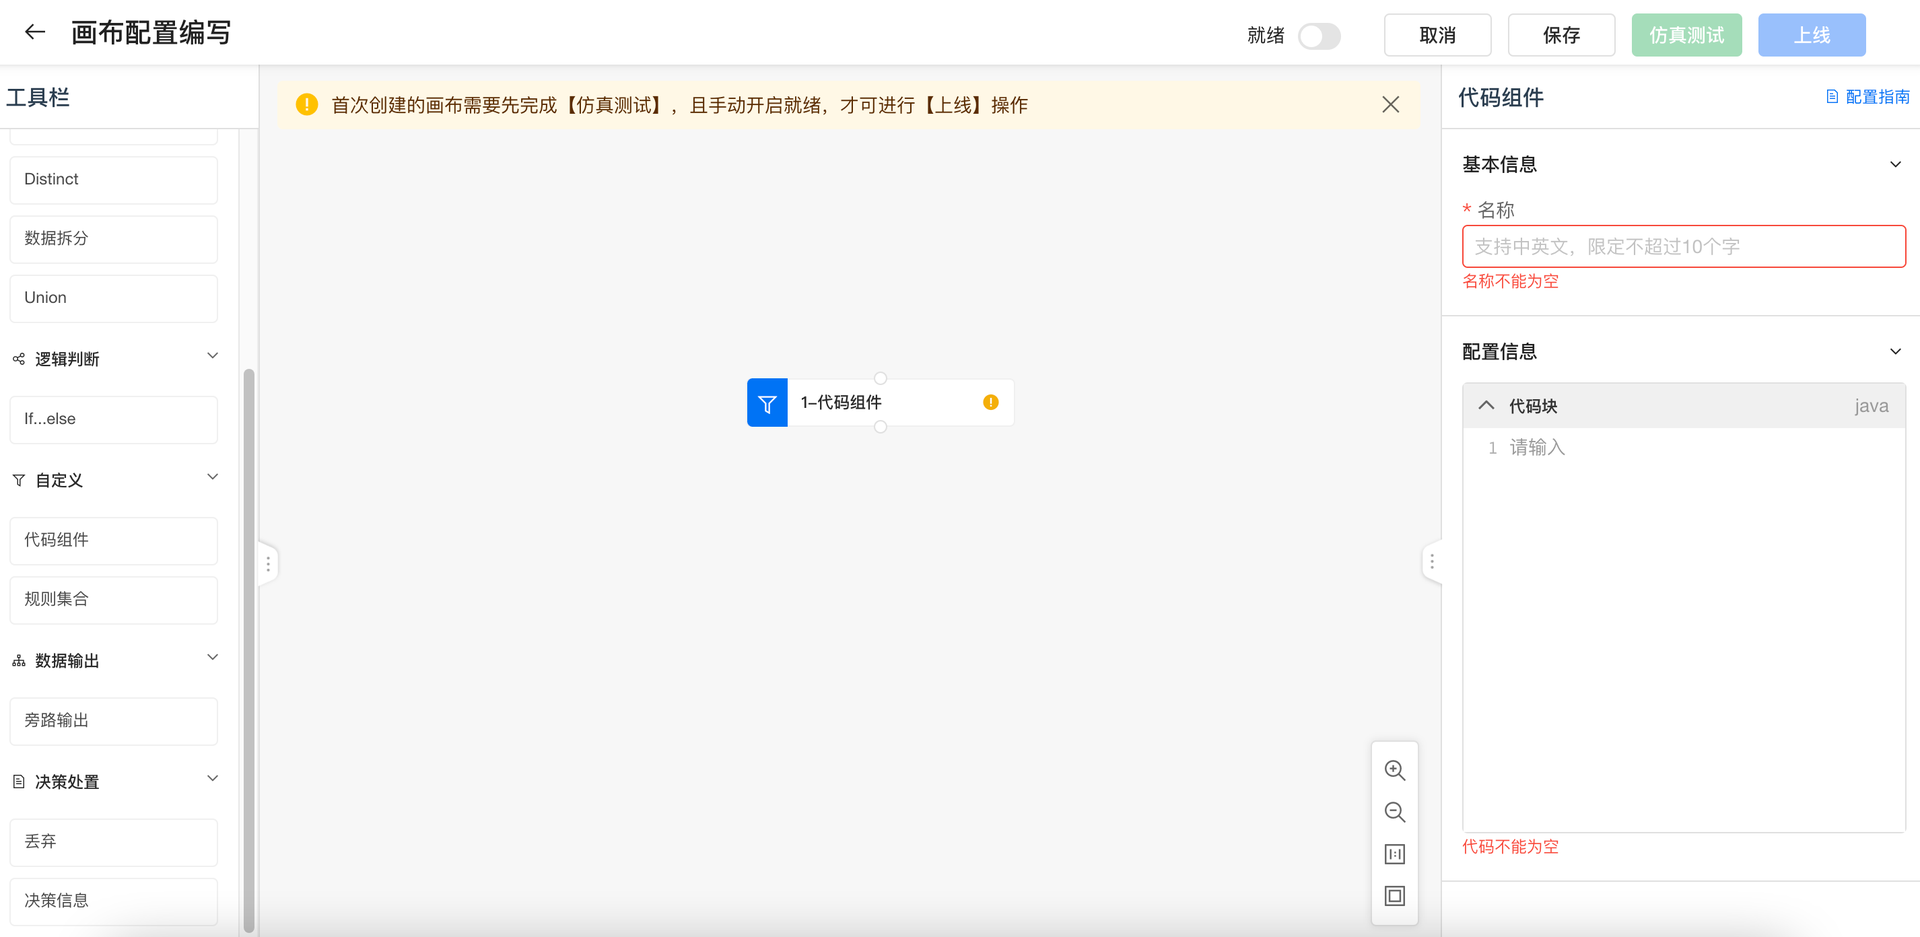 画布配置编写
就绪
取消
保存
仿真测试
上线
工具栏
Distinct
数据拆分
Union
逻辑判断
If...else
自定义
代码组件
规则集合
数据输出
旁路输出
决策处置
丢弃
决策信息
首次创建的画布需要先完成【仿真测试】，且手动开启就绪，才可进行【上线】操作
1-代码组件
代码组件
配置指南
基本信息
* 名称
支持中英文，限定不超过10个字
名称不能为空
配置信息
代码块 java
1 请输入
代码不能为空